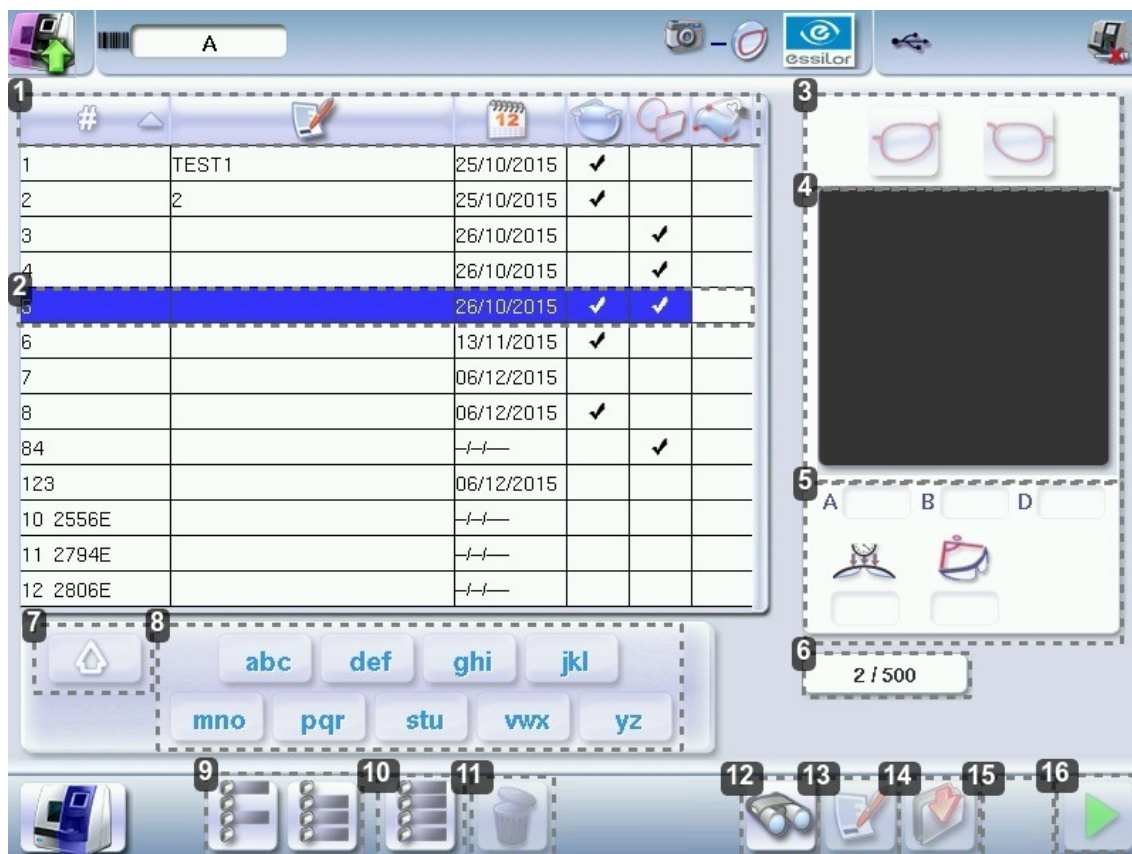 A
essilor
1
#
12
3
1 TEST1 25/10/2015
2 2 25/10/2015
4
3 26/10/2015
4 26/10/2015
2
5 26/10/2015
6 13/11/2015
7 06/12/2015
8 06/12/2015
84 --/--/----
123 06/12/2015
5
A B D
10 2556E --/--/----
11 2794E --/--/----
12 2806E --/--/----
7 8
abc def ghi jkl
6
2 / 500
mno pqr stu vwx yz
9 10 11 12 13 14 15 16